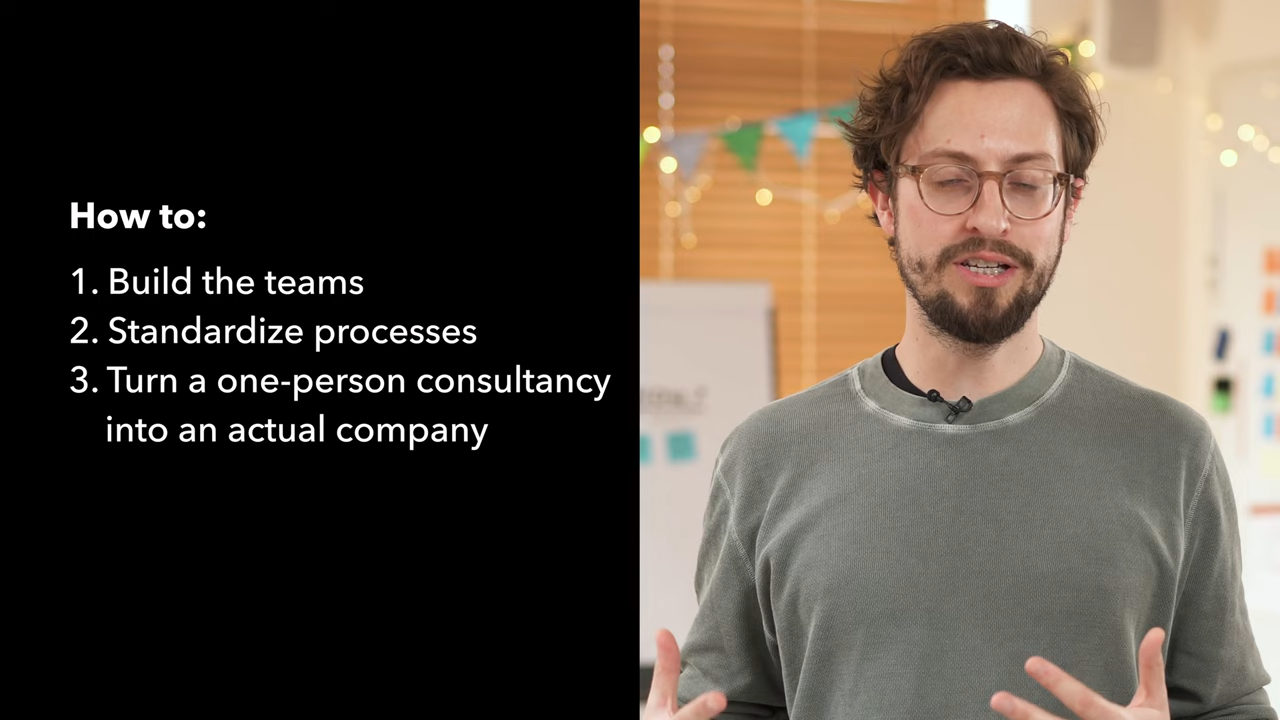 How to:
1. Build the teams
2. Standardize processes
3. Turn a one-person consultancy
into an actual company